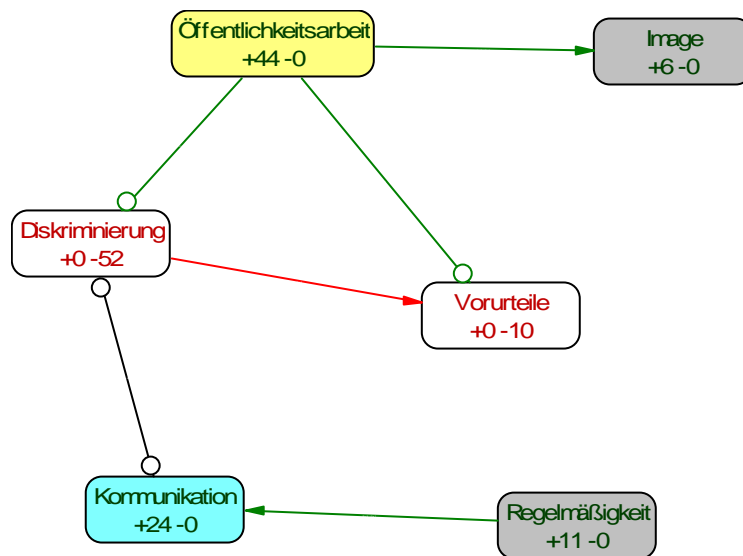 Öffentlichkeitsarbeit
+44 -0
Image
+6 -0
Diskriminierung
+0 -52
Vorurteile
+0 -10
Kommunikation
+24 -0
Regelmäßigkeit
+11 -0